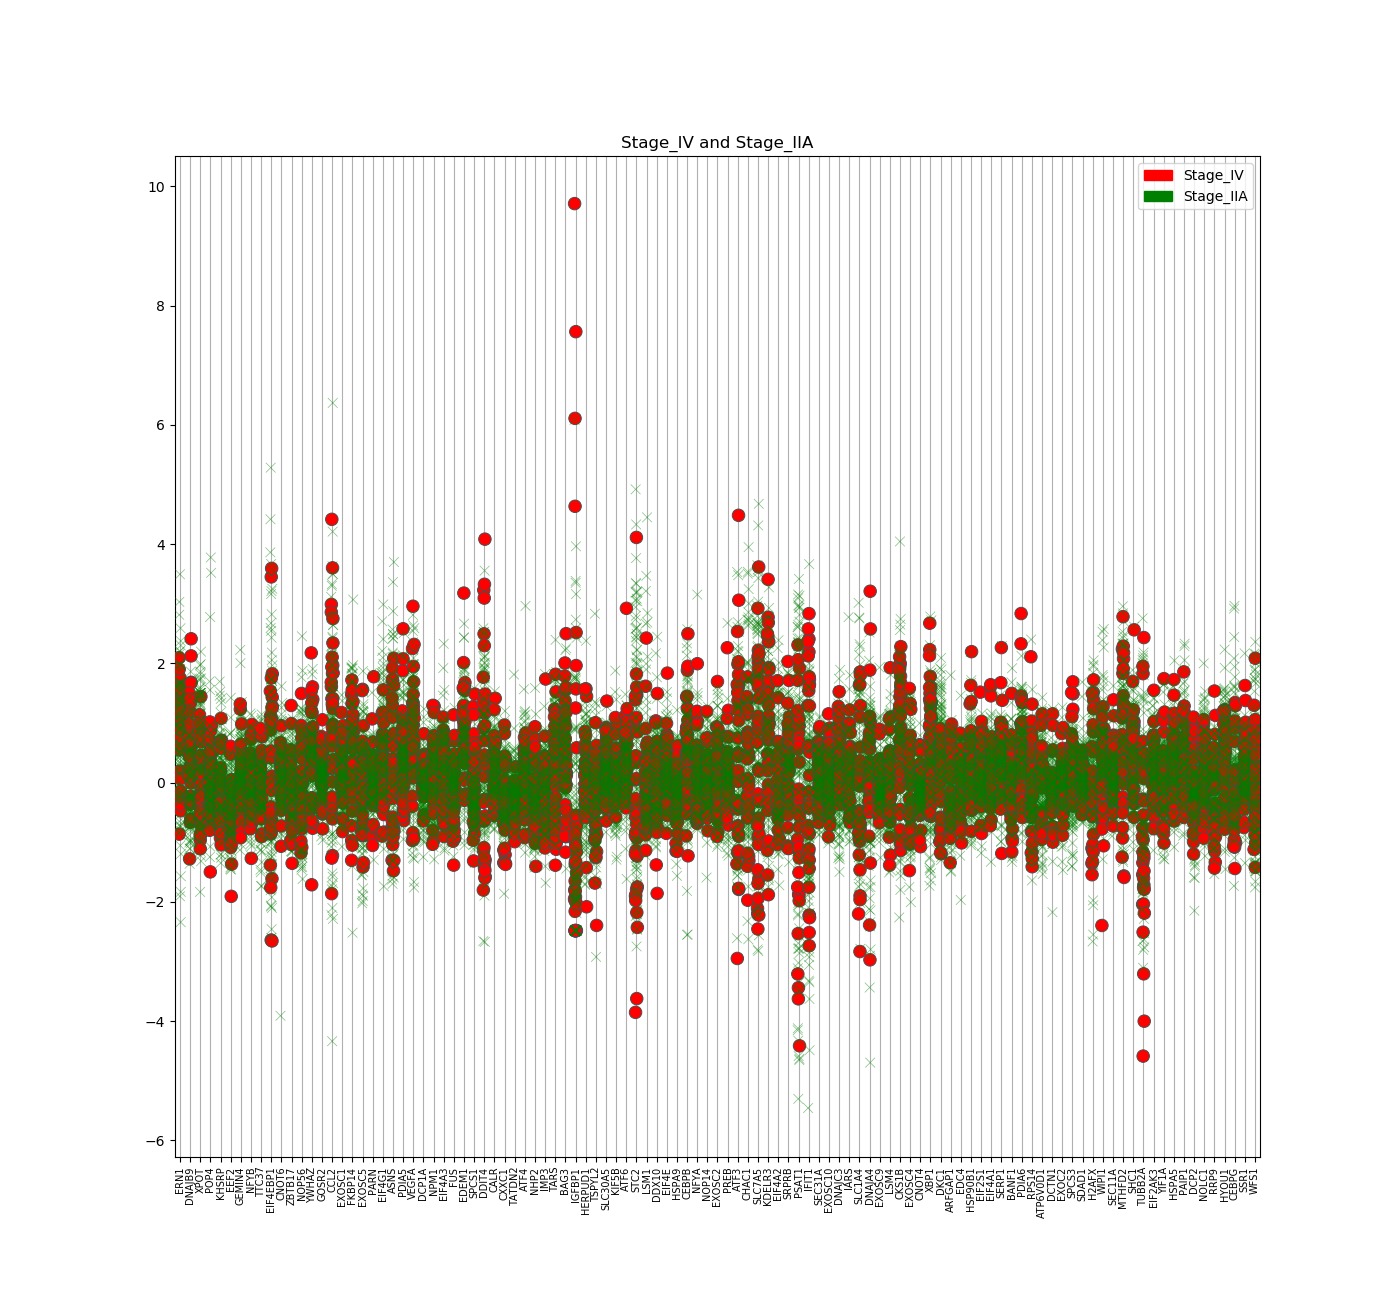 Stage_IV and Stage_IIA
Stage_IV
Stage_IIA
10
8
6
4
2
0
−2
−4
−6
ERN1
DNAJB9
XPOT
POP4
KHSRP
EEF2
GEMIN4
NFYB
TTC37
EIF4EBP1
CNOT6
ZBTB17
NOP56
YWHAZ
GOSR2
CCL2
EXOSC1
FKBP14
EXOSC5
PARN
EIF4G1
ASNS
PDIA5
VEGFA
DCP1A
NPM1
EIF4A3
FUS
EDEM1
SPCS1
DDIT4
CALR
CXXC1
TATDN2
ATF4
NHP2
IMP3
TARS
BAG3
IGFBP1
HERPUD1
TSPYL2
SLC30A5
KIF5B
ATF6
STC2
LSM1
DDX10
EIF4E
HSPA9
CEBPB
NFYA
NOP14
EXOSC2
PREB
ATF3
CHAC1
SLC7A5
KDELR3
EIF4A2
SRPRB
PSAT1
IFIT1
SEC31A
EXOSC10
DNAJC3
IARS
SLC1A4
DNAJA4
EXOSC9
LSM4
CKS1B
EXOSC4
CNOT4
XBP1
DKC1
ARFGAP1
EDC4
HSP90B1
EIF2S1
EIF4A1
SERP1
BANF1
PDIA6
RPS14
ATP6V0D1
DCTN1
EXOC2
SPCS3
SDAD1
H2AFX
WIPI1
SEC11A
MTHFD2
SHC1
TUBB2A
EIF2AK3
YIF1A
HSPA5
PAIP1
DCP2
NOLC1
RRP9
HYOU1
CEBPG
SSR1
WFS1